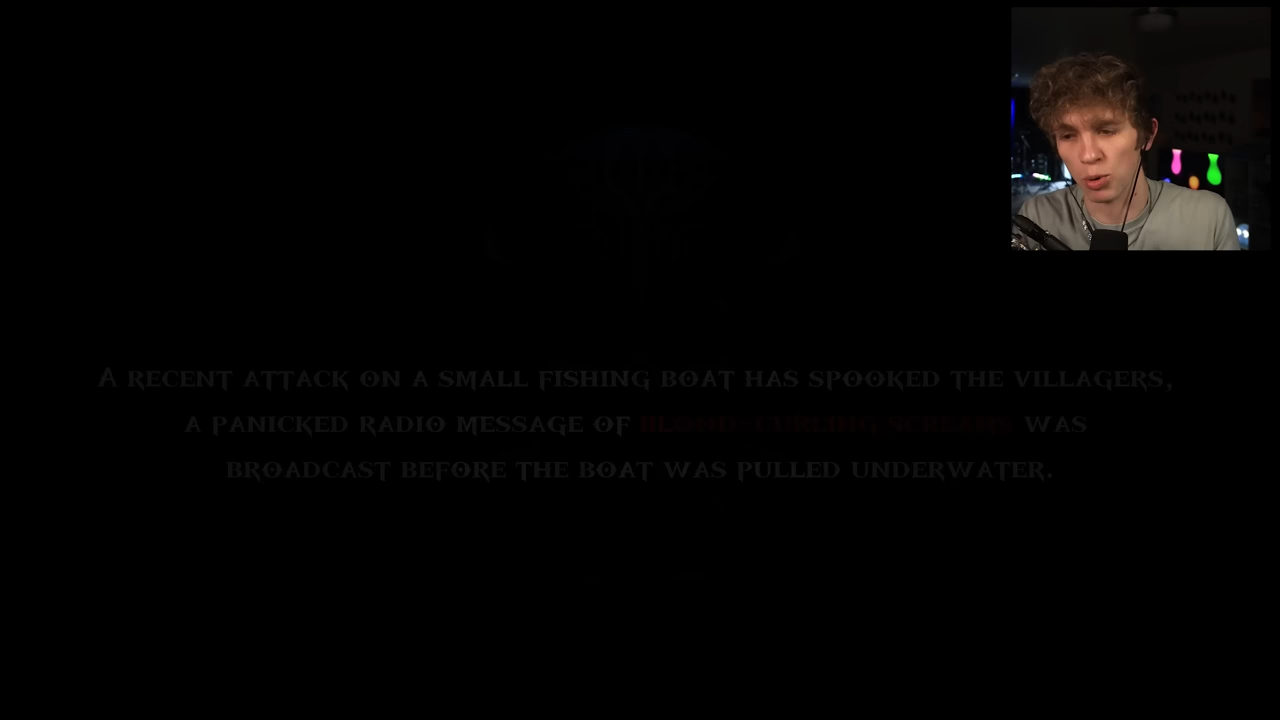 A RECENT ATTACK ON A SMALL FISHING BOAT HAS SPOOKED THE VILLAGERS,
A PANICKED RADIO MESSAGE OF BLOOD-CURLING SCREAMS WAS
BROADCAST BEFORE THE BOAT WAS PULLED UNDERWATER.